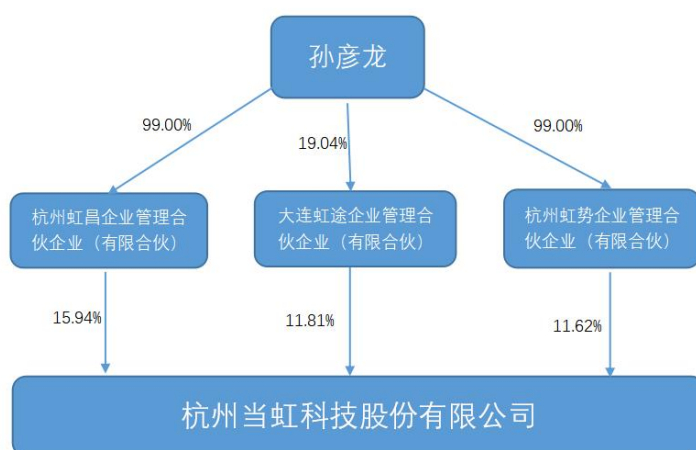 孙彦龙
99.00%
19.04%
99.00%
杭州虹昌企业管理合
伙企业（有限合伙）
大连虹途企业管理合
伙企业（有限合伙）
杭州虹势企业管理合
伙企业（有限合伙）
15.94%
11.81%
11.62%
杭州当虹科技股份有限公司